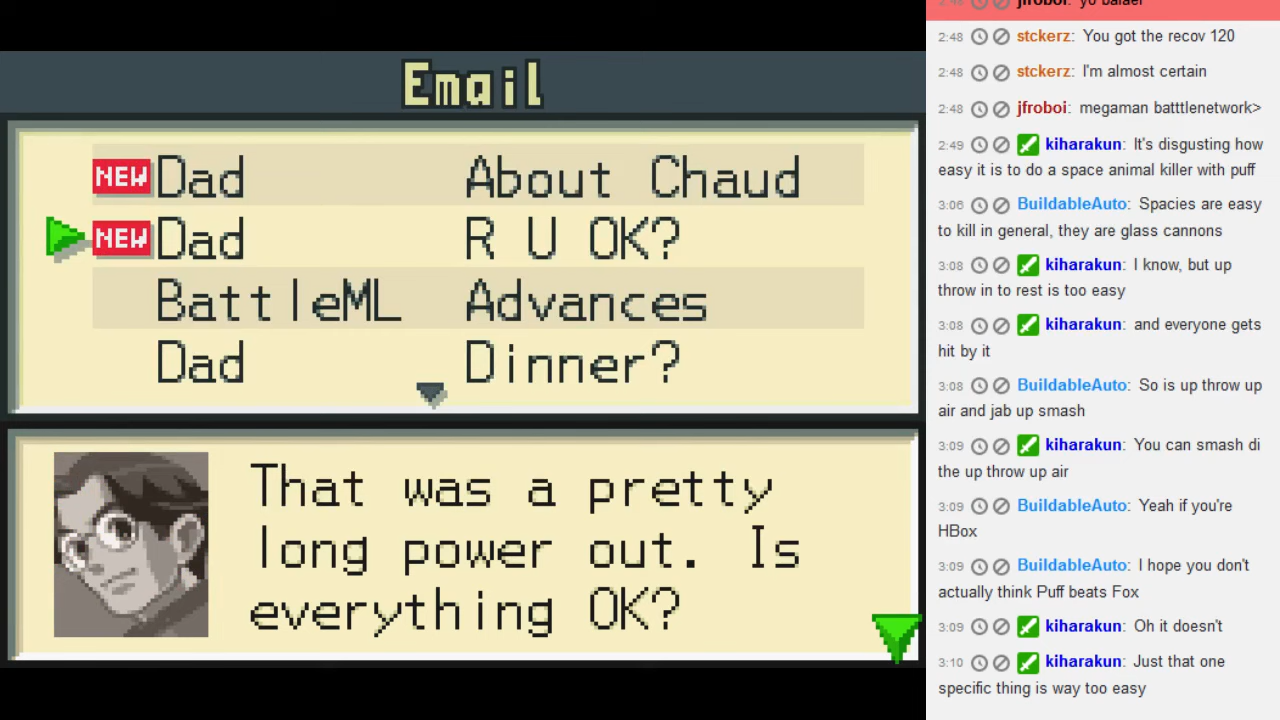 Email
NEW Dad About Chaud
NEW Dad R U OK?
BattleML Advances
Dad Dinner?
That was a pretty
long power out. Is
everything OK?
2:48 jfroboi: yo balaer
2:48 stckerz: You got the recov 120
2:48 stckerz: I'm almost certain
2:48 jfroboi: megaman batttlenetwork>
2:49 kiharakun: It's disgusting how
easy it is to do a space animal killer with puff
3:06 BuildableAuto: Spacies are easy
to kill in general, they are glass cannons
3:08 kiharakun: I know, but up
throw in to rest is too easy
3:08 kiharakun: and everyone gets
hit by it
3:08 BuildableAuto: So is up throw up
air and jab up smash
3:09 kiharakun: You can smash di
the up throw up air
3:09 BuildableAuto: Yeah if you're
HBox
3:09 BuildableAuto: I hope you don't
actually think Puff beats Fox
3:09 kiharakun: Oh it doesn't
3:10 kiharakun: Just that one
specific thing is way too easy